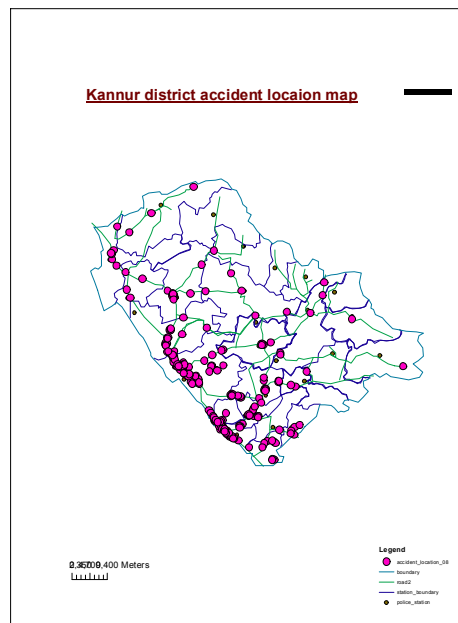 Kannur district accident locaion map
Meters
Legend
accident_location_08
boundary
road2
station_boundary
police_station